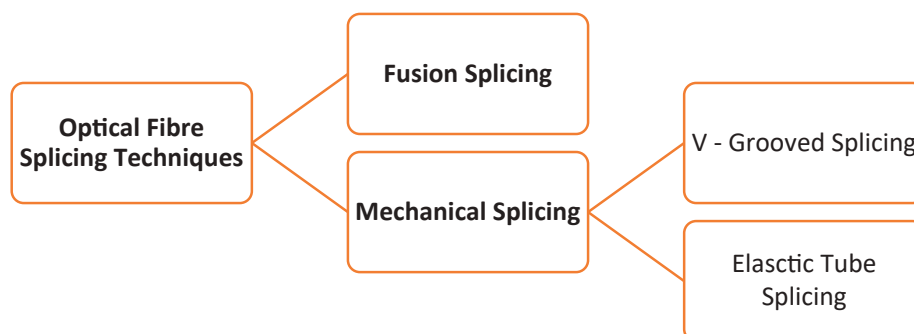 Optical Fibre
Splicing Techniques
Fusion Splicing
Mechanical Splicing
V - Grooved Splicing
Elasctic Tube
Splicing